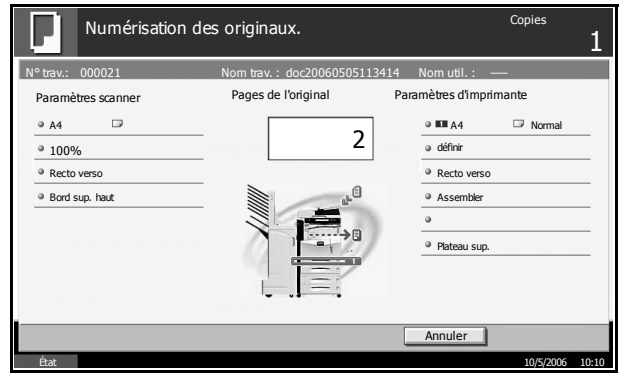 Numérisation des originaux.
Copies
1
N° trav.: 000021 Nom trav. : doc20060505113414 Nom util. : ----
Paramètres scanner
A4
100%
Recto verso
Bord sup. haut
Pages de l'original
2
1
Paramètres d'imprimante
1 A4 Normal
définir
Recto verso
Assembler
Plateau sup.
Annuler
État
10/5/2006 10:10